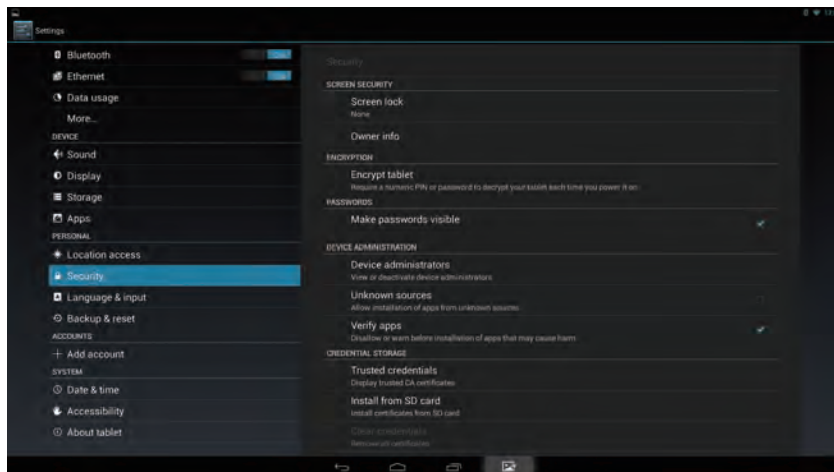 Settings
Bluetooth
Ethernet
Data usage
More...
DEVICE
Sound
Display
Storage
Apps
PERSONAL
Location access
Security
Language & input
Backup & reset
ACCOUNTS
Add account
SYSTEM
Date & time
Accessibility
About tablet
Security
SCREEN SECURITY
Screen lock
None
Owner info
ENCRYPTION
Encrypt tablet
Require a numeric PIN or password to decrypt your tablet each time you power it on
PASSWORDS
Make passwords visible
DEVICE ADMINISTRATION
Device administrators
View or deactivate device administrators
Unknown sources
Allow installation of apps from unknown sources
Verify apps
Disallow or warn before installation of apps that may cause harm
CREDENTIAL STORAGE
Trusted credentials
Display trusted CA certificates
Install from SD card
Install certificates from SD card
Clear credentials
Remove all certificates